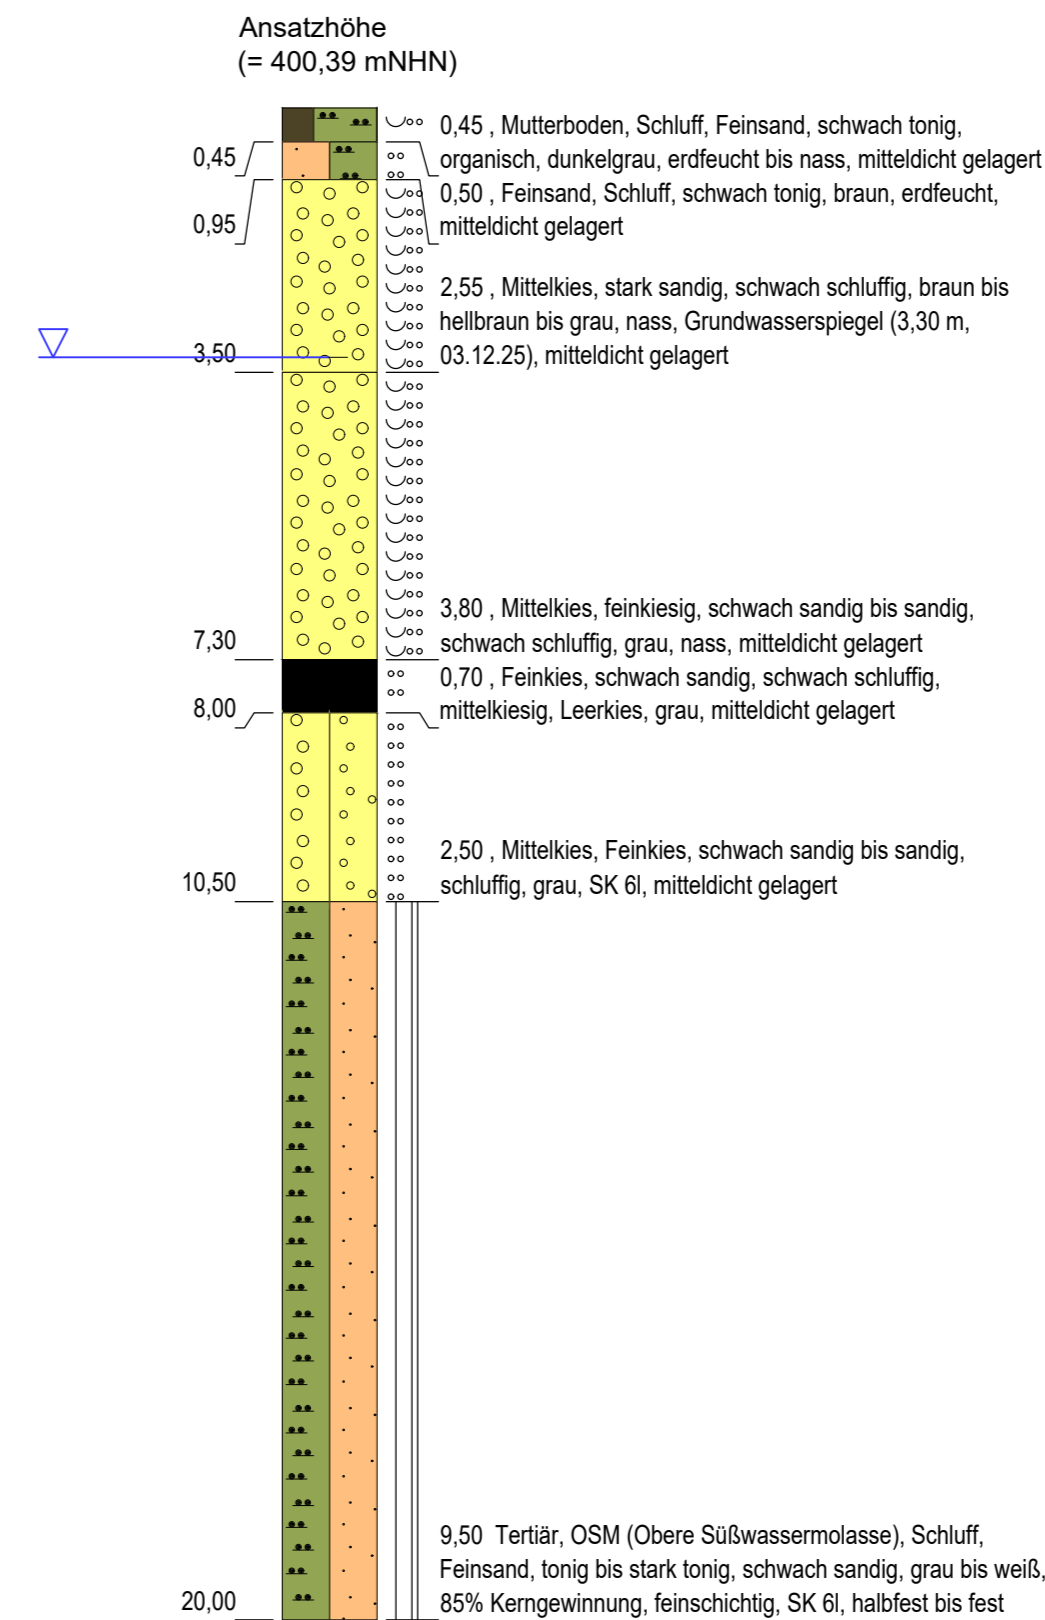 Ansatzhöhe
(= 400,39 mNHN)
0,45 , Mutterboden, Schluff, Feinsand, schwach tonig,
organisch, dunkelgrau, erdfeucht bis nass, mitteldicht gelagert
0,45
0,50 , Feinsand, Schluff, schwach tonig, braun, erdfeucht,
mitteldicht gelagert
0,95
2,55 , Mittelkies, stark sandig, schwach schluffig, braun bis
hellbraun bis grau, nass, Grundwasserspiegel (3,30 m,
03.12.25), mitteldicht gelagert
3,50
3,80 , Mittelkies, feinkiesig, schwach sandig bis sandig,
schwach schluffig, grau, nass, mitteldicht gelagert
7,30
0,70 , Feinkies, schwach sandig, schwach schluffig,
mittelkiesig, Leerkies, grau, mitteldicht gelagert
8,00
2,50 , Mittelkies, Feinkies, schwach sandig bis sandig,
schluffig, grau, SK 6l, mitteldicht gelagert
10,50
9,50 Tertiär, OSM (Obere Süßwassermolasse), Schluff,
Feinsand, tonig bis stark tonig, schwach sandig, grau bis weiß,
85% Kerngewinnung, feinschichtig, SK 6l, halbfest bis fest
20,00